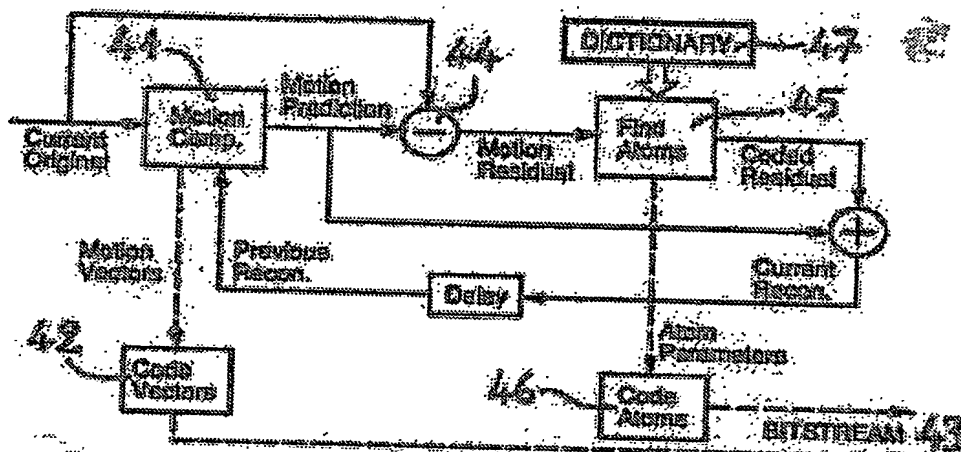 41
44
DICTIONARY
47
Motion
Prediction
45
Motion
Comp.
Find
Atoms
Current
Original
Motion
Residual
Coded
Residual
Motion
Vectors
Previous
Recon.
Current
Recon.
Delay
42
Atom
Parameters
Code
Vectors
46
Code
Atoms
BITSTREAM 43